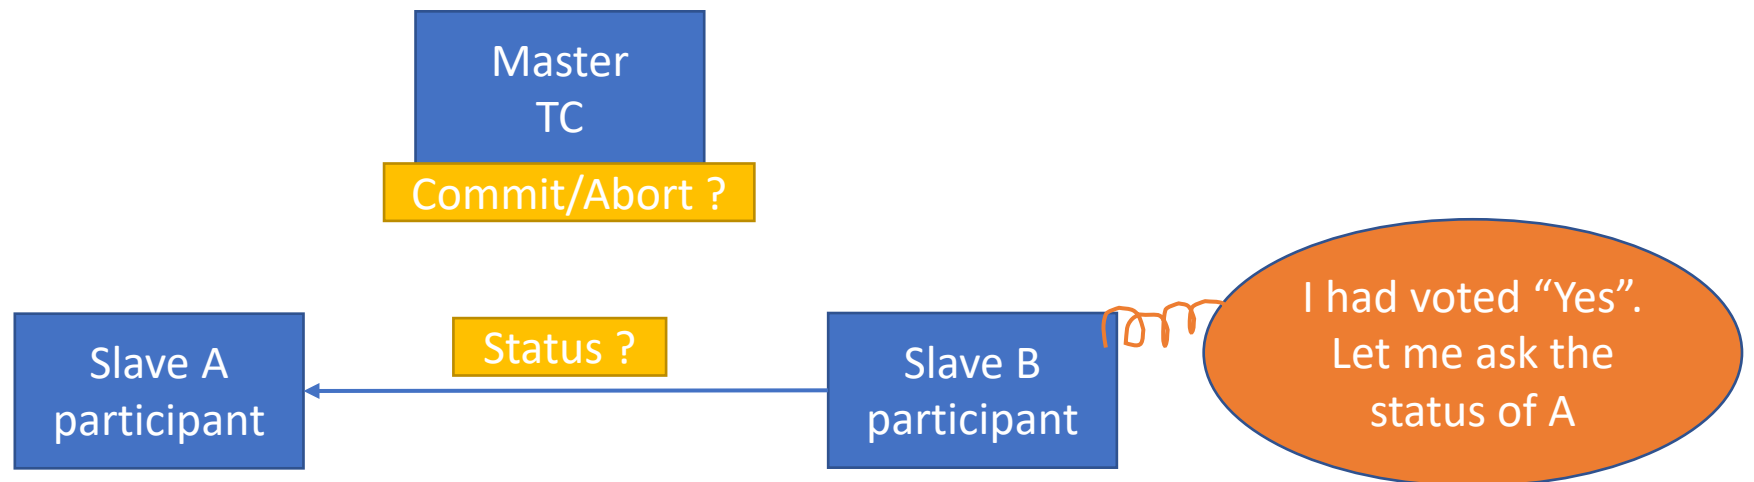 Master
TC
Commit/Abort ?
Slave A
participant
Status ?
Slave B
participant
I had voted “Yes”.
Let me ask the
status of A